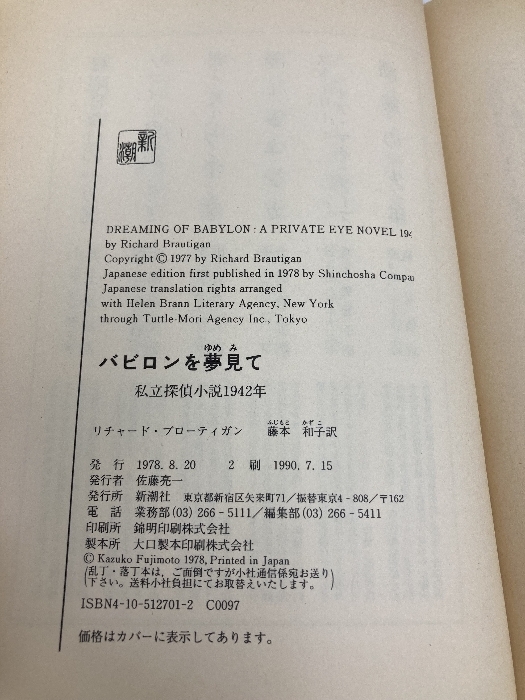 新潮
DREAMING OF BABYLON : A PRIVATE EYE NOVEL
by Richard Brautigan
Copyright © 1977 by Richard Brautigan
Japanese edition first published in 1978 by Shinchosha
Japanese translation rights arranged
with Helen Brann Literary Agency, New York
through Tuttle-Mori Agency Inc., Tokyo
ゆめ み
バビロンを夢見て
私立探偵小説1942年
ふじもと かずこ
リチャード・ブローティガン 藤本 和子訳
発行 1978.8.20 2刷 1990.7.15
発行者 佐藤亮一
発行所 新潮社 東京都新宿区矢来町71/振替東京4-808/〒162
電話 業務部(03)266-5111/編集部(03)266-5411
印刷所 錦明印刷株式会社
製本所 大口製本印刷株式会社
© Kazuko Fujimoto 1978, Printed in Japan
(乱丁・落丁本は、ご面倒ですが小社通信係宛お送り
下さい。送料小社負担にてお取替えいたします。)
ISBN4-10-512701-2 C0097
価格はカバーに表示してあります。